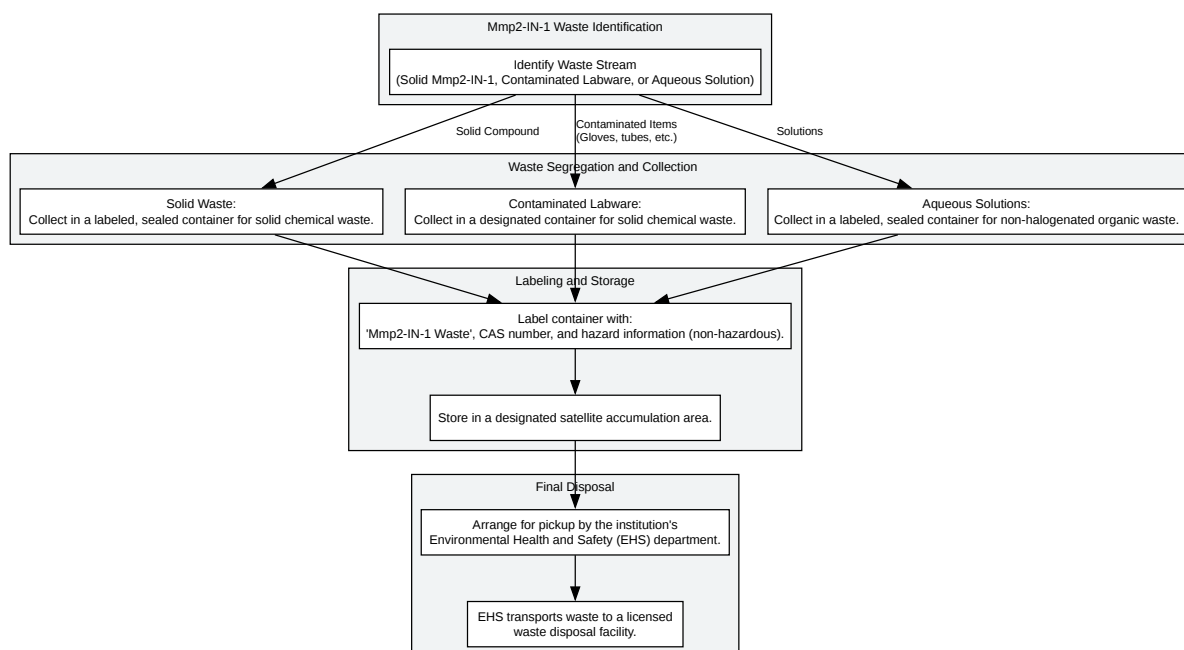 Mmp2-IN-1 Waste Identification
Identify Waste Stream
(Solid Mmp2-IN-1, Contaminated Labware, or Aqueous Solution)
Solid Compound
Contaminated Items
(Gloves, tubes, etc.)
Solutions
Waste Segregation and Collection
Solid Waste:
Collect in a labeled, sealed container for solid chemical waste.
Contaminated Labware:
Collect in a designated container for solid chemical waste.
Aqueous Solutions:
Collect in a labeled, sealed container for non-halogenated organic waste.
Labeling and Storage
Label container with:
'Mmp2-IN-1 Waste', CAS number, and hazard information (non-hazardous).
Store in a designated satellite accumulation area.
Final Disposal
Arrange for pickup by the institution's
Environmental Health and Safety (EHS) department.
EHS transports waste to a licensed
waste disposal facility.